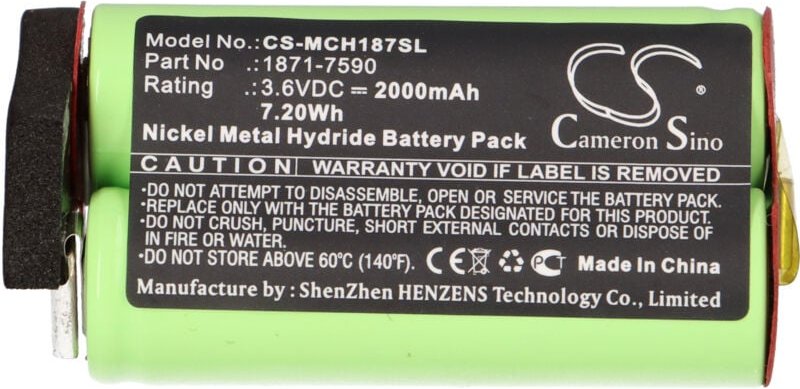 Model No.: CS-MCH187SL
Part No .: 1871-7590
Rating .: 3.6VDC ⎓ 2000mAh
7.20Wh
Nickel Metal Hydride Battery Pack
CS
Cameron Sino
®
CAUTION: WARRANTY VOID IF LABEL IS REMOVED
•DO NOT DISASSEMBLE, OPEN OR SERVICE BATTERY PACK.
•REPLACE ONLY WITH THE BATTERY PACK DESIGNATED FOR THIS PRODUCT.
•DO NOT CRUSH, PUNCTURE, SHORT EXTERNAL CONTACTS OR DISPOSE OF
IN FIRE OR WATER.
•DO NOT STORE ABOVE 60℃ (140℉). CE PCT Made In China
Manufacture by : ShenZhen HENZENS Technology Co., Limited